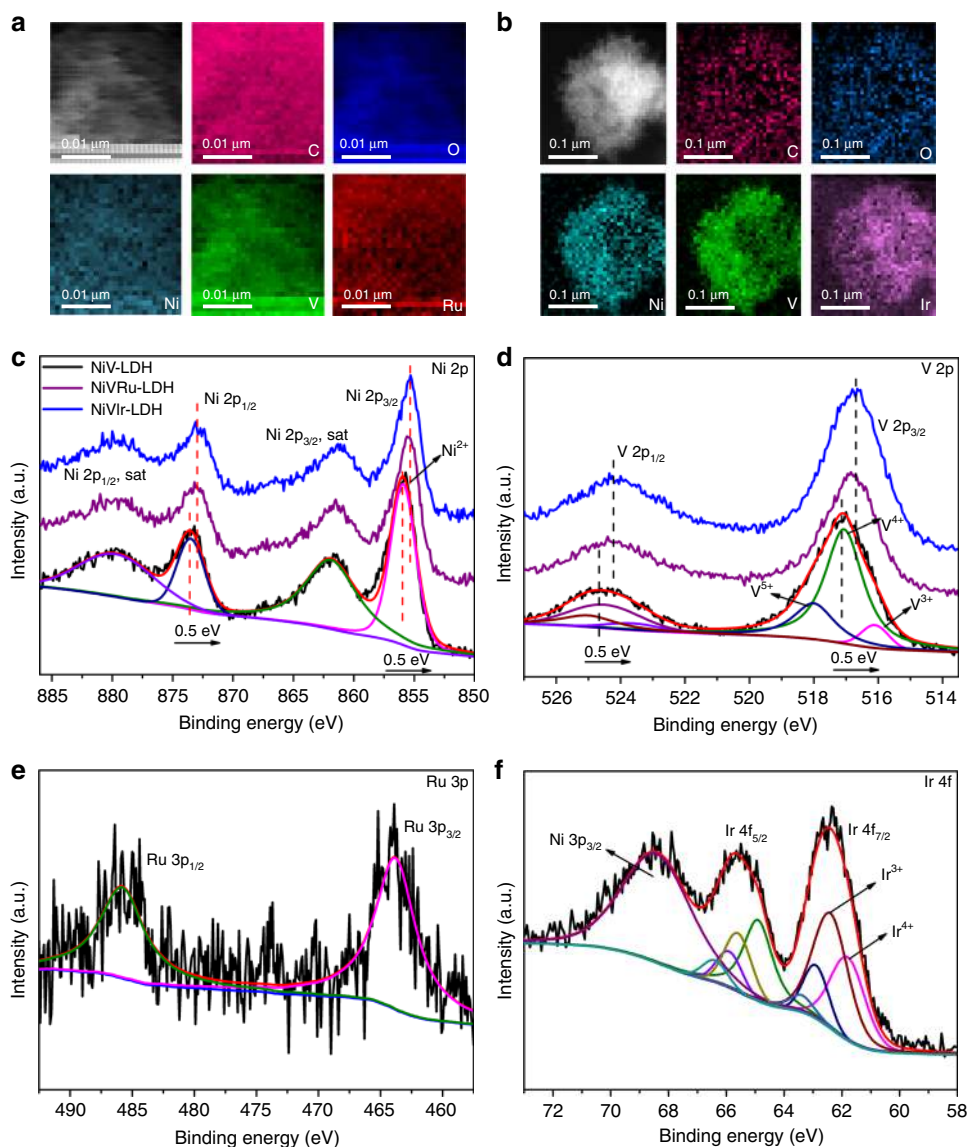 a
0.01 μm
0.01 μm
C
0.01 μm
O
0.01 μm
Ni
0.01 μm
V
0.01 μm
Ru
b
0.1 μm
0.1 μm
C
0.1 μm
O
0.1 μm
Ni
0.1 μm
V
0.1 μm
Ir
c
NiV-LDH
NiVRu-LDH
NiVIr-LDH
Ni 2p
Ni 2p1/2
Ni 2p3/2
Ni 2p3/2, sat
Ni2+
Ni 2p1/2, sat
0.5 eV
0.5 eV
Intensity (a.u.)
885 880 875 870 865 860 855 850
Binding energy (eV)
d
V 2p
V 2p3/2
V 2p1/2
V4+
V5+
V3+
0.5 eV
Intensity (a.u.)
526 524 522 520 518 516 514
Binding energy (eV)
e
Ru 3p
Ru 3p3/2
Ru 3p1/2
Intensity (a.u.)
490 485 480 475 470 465 460
Binding energy (eV)
f
Ir 4f
Ni 3p3/2
Ir 4f5/2
Ir 4f7/2
Ir3+
Ir4+
Intensity (a.u.)
72 70 68 66 64 62 60 58
Binding energy (eV)